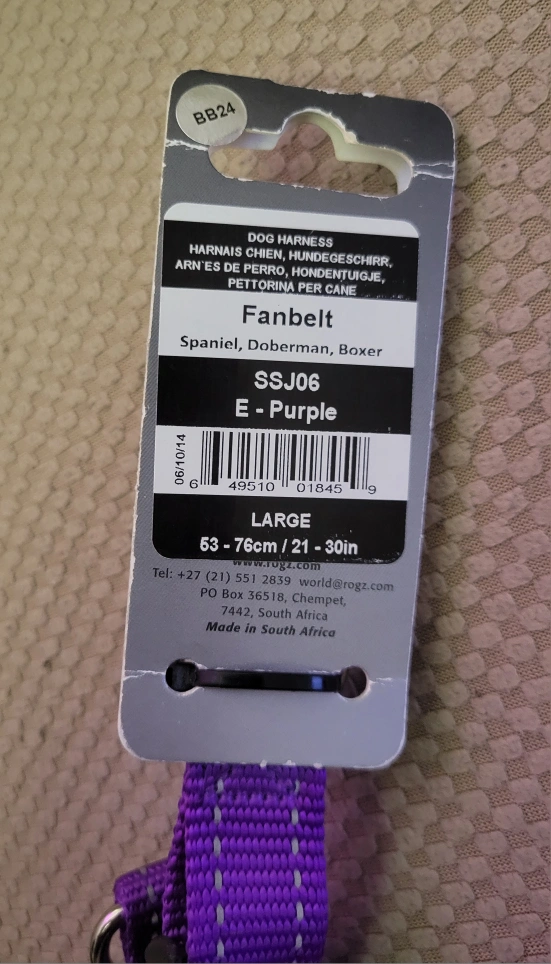 BB24
DOG HARNESS
HARNAIS CHIEN, HUNDEGESCHIRR,
ARN`ES DE PERRO, HONDENTUIGJE,
PETTORINA PER CANE
Fanbelt
Spaniel, Doberman, Boxer
SSJ06
E - Purple
06/10/14
6 49510 01845 9
LARGE
53 - 76cm / 21 - 30in
www.rogz.com
Tel: +27 (21) 551 2839 world@rogz.com
PO Box 36518, Chempet,
7442, South Africa
Made in South Africa